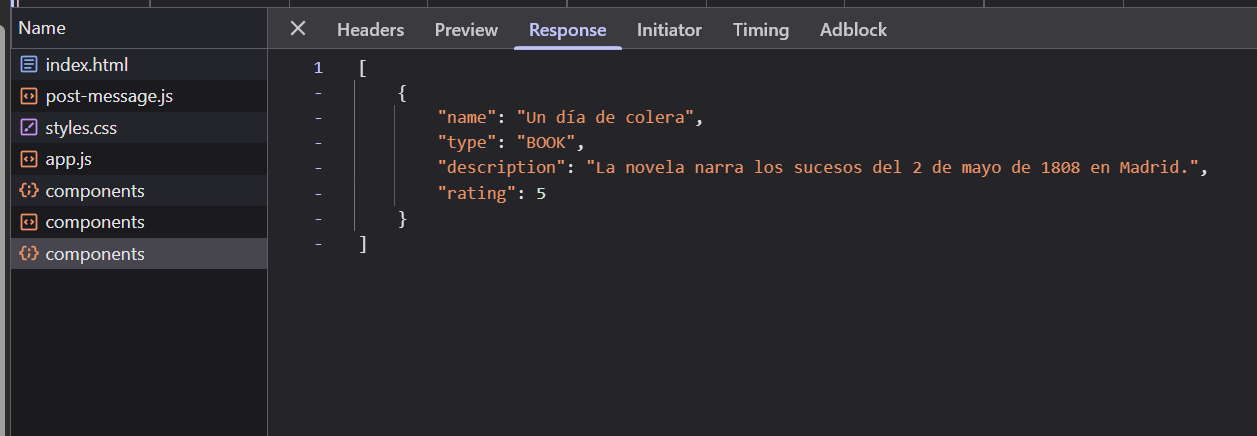 Name
Headers Preview Response Initiator Timing Adblock
index.html
post-message.js
styles.css
app.js
components
components
components
1 [
- {
- "name": "Un día de colera",
- "type": "BOOK",
- "description": "La novela narra los sucesos del 2 de mayo de 1808 en Madrid.",
- "rating": 5
- }
- ]